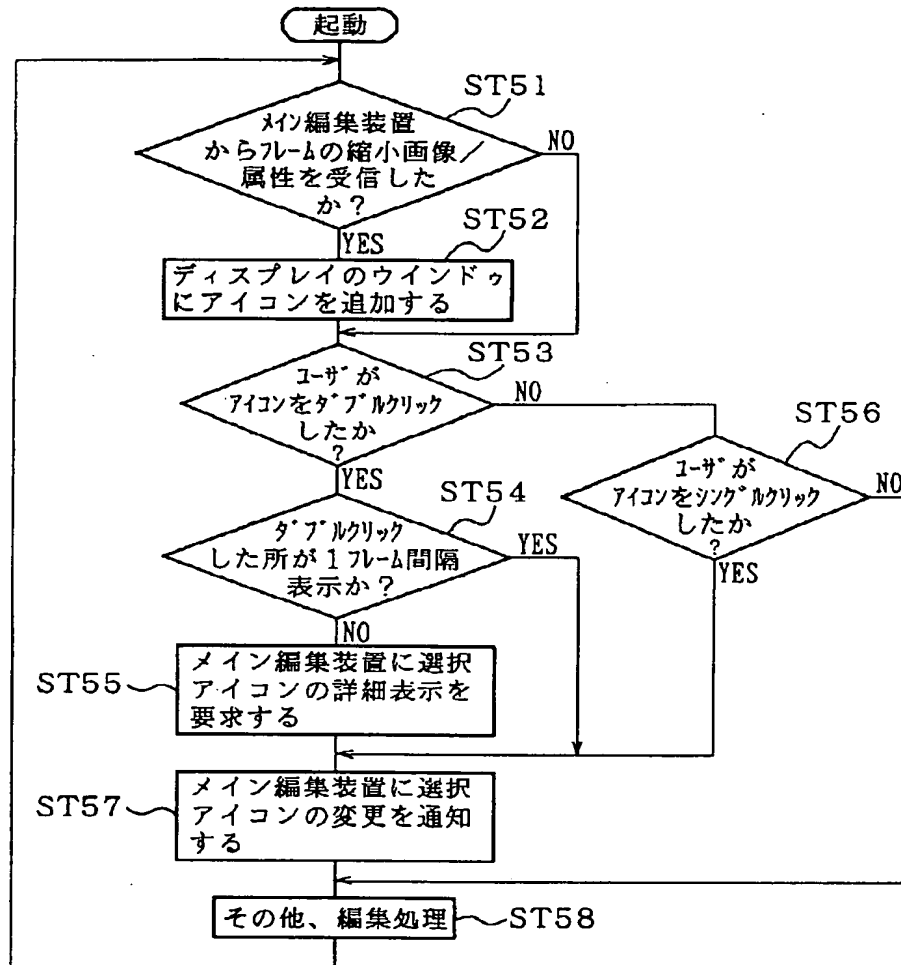 起動
ST51
メイン編集装置
からフレームの縮小画像／
属性を受信した
か？
NO
YES
ST52
ディスプレイのウインドゥ
にアイコンを追加する
ST53
ユーザが
アイコンをダブルクリック
したか
？
NO
YES
ST56
ユーザが
アイコンをシングルクリック
したか
？
NO
YES
ST54
ダブルクリック
した所が１フレーム間隔
表示か？
YES
NO
ST55
メイン編集装置に選択
アイコンの詳細表示を
要求する
ST57
メイン編集装置に選択
アイコンの変更を通知
する
その他、編集処理
ST58